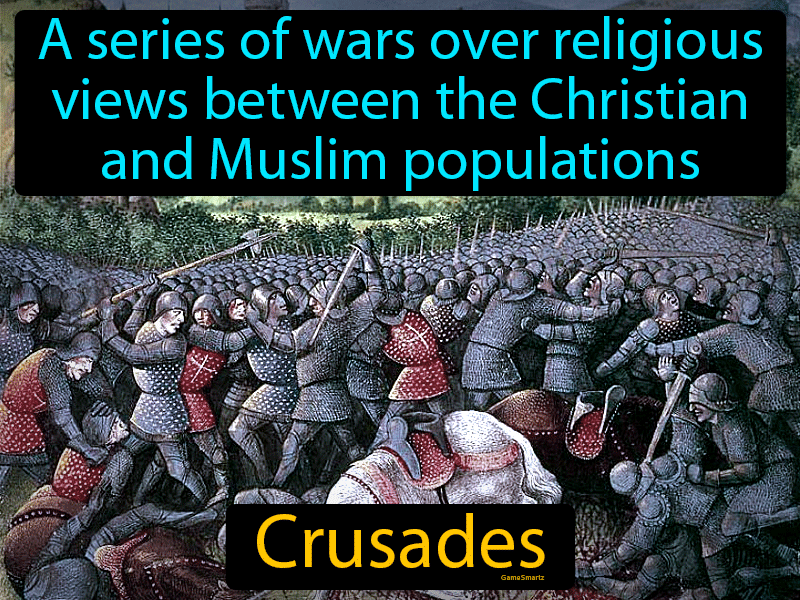 A series of wars over religious
views between the Christian
and Muslim populations
Crusades
GameSmartz